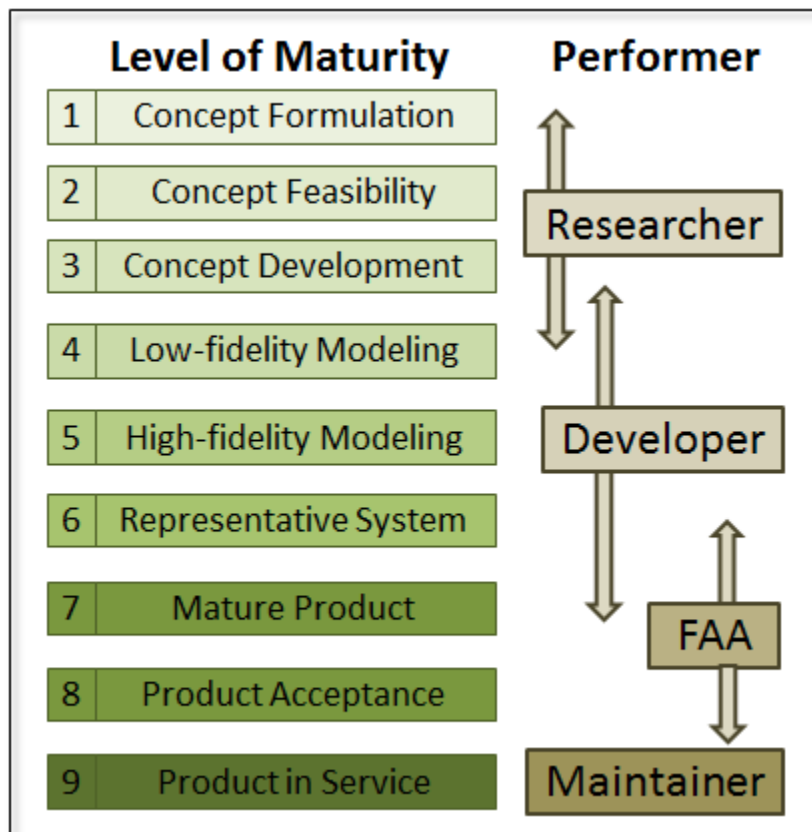 Level of Maturity Performer
1 Concept Formulation
2 Concept Feasibility
Researcher
3 Concept Development
4 Low-fidelity Modeling
5 High-fidelity Modeling
Developer
6 Representative System
7 Mature Product
FAA
8 Product Acceptance
9 Product in Service
Maintainer